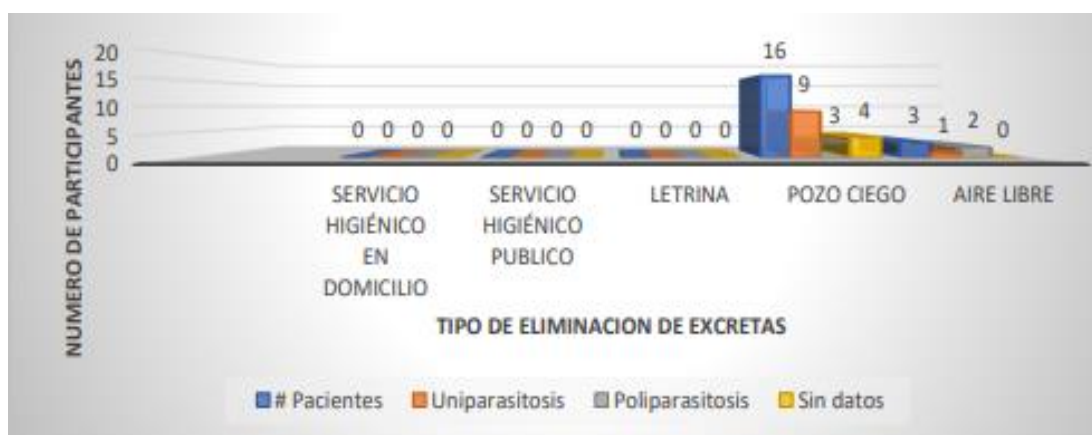 NUMERO DE PARTICIPANTES
20
15
10
5
0
0 0 0 0
0 0 0 0
0 0 0 0
16 9 3 4
3 1 2 0
SERVICIO
HIGIÉNICO
EN
DOMICILIO
SERVICIO
HIGIÉNICO
PUBLICO
LETRINA
POZO CIEGO
AIRE LIBRE
TIPO DE ELIMINACION DE EXCRETAS
# Pacientes Uniparasitosis Poliparasitosis Sin datos